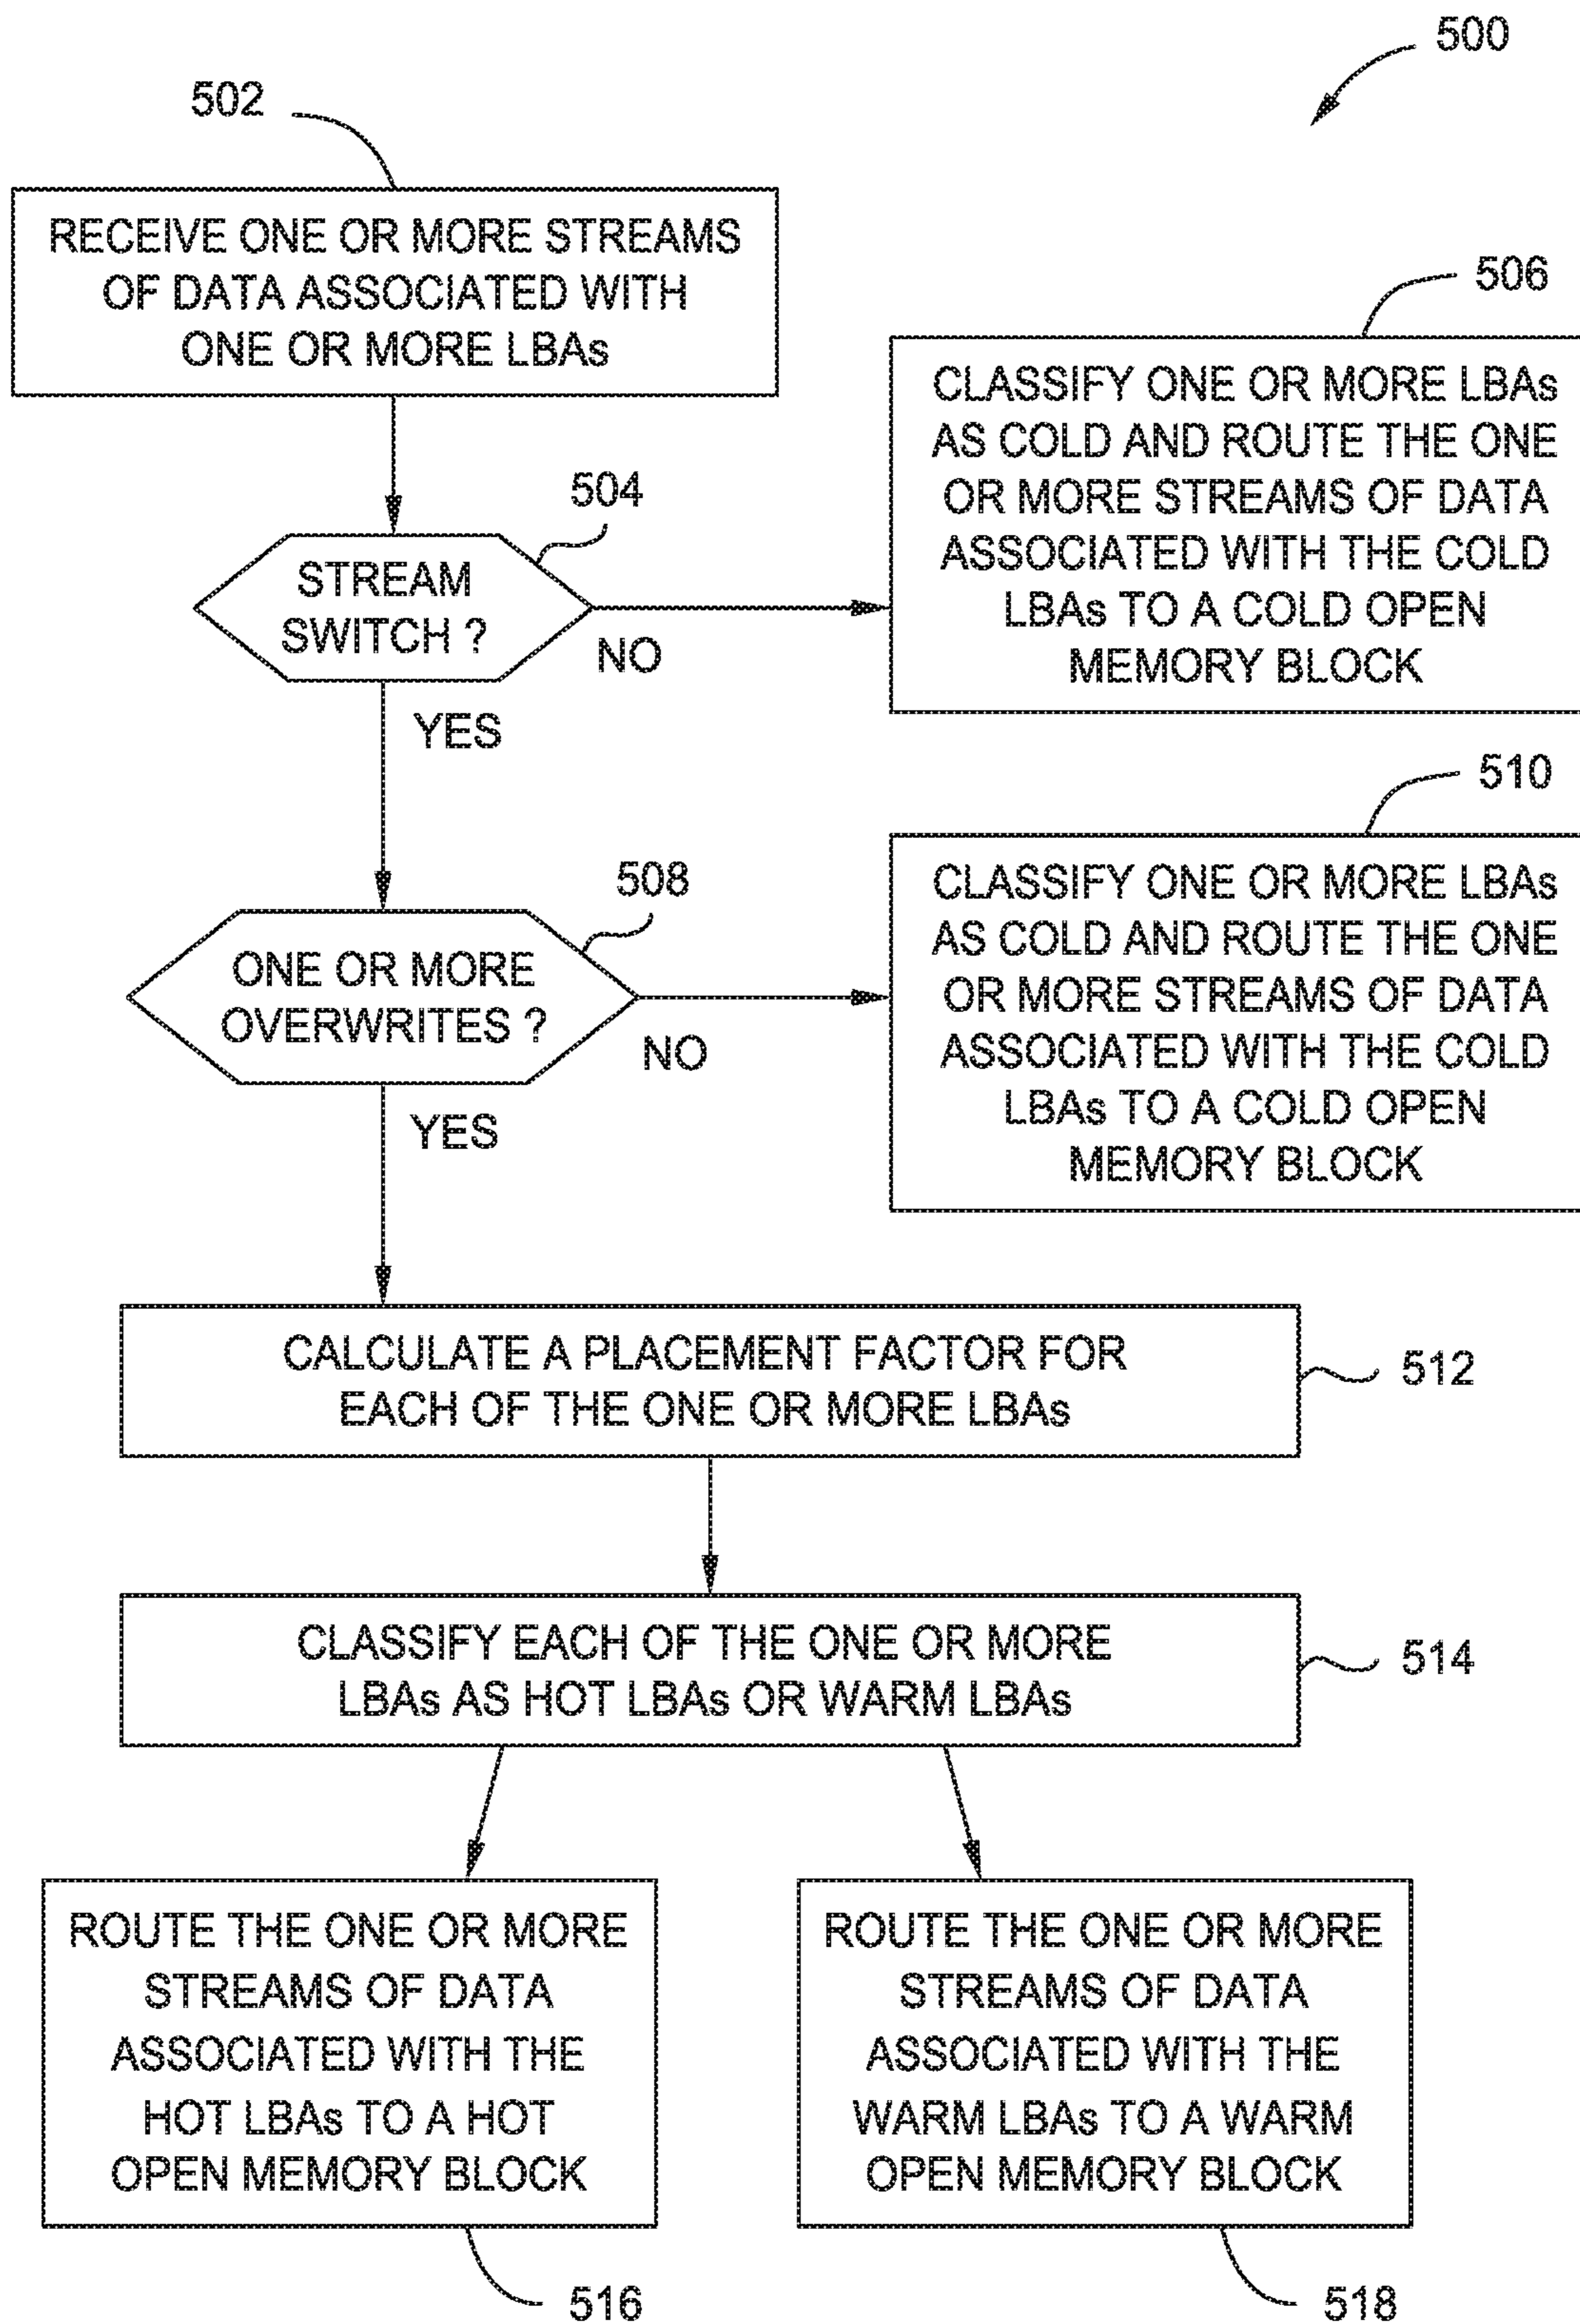 500
502
RECEIVE ONE OR MORE STREAMS
OF DATA ASSOCIATED WITH
ONE OR MORE LBAs
506
CLASSIFY ONE OR MORE LBAs
AS COLD AND ROUTE THE ONE
OR MORE STREAMS OF DATA
ASSOCIATED WITH THE COLD
LBAs TO A COLD OPEN
MEMORY BLOCK
504
STREAM
SWITCH ?
NO
YES
510
CLASSIFY ONE OR MORE LBAs
AS COLD AND ROUTE THE ONE
OR MORE STREAMS OF DATA
ASSOCIATED WITH THE COLD
LBAs TO A COLD OPEN
MEMORY BLOCK
508
ONE OR MORE
OVERWRITES ?
NO
YES
CALCULATE A PLACEMENT FACTOR FOR
EACH OF THE ONE OR MORE LBAs
512
CLASSIFY EACH OF THE ONE OR MORE
LBAs AS HOT LBAs OR WARM LBAs
514
ROUTE THE ONE OR MORE
STREAMS OF DATA
ASSOCIATED WITH THE
HOT LBAs TO A HOT
OPEN MEMORY BLOCK
516
ROUTE THE ONE OR MORE
STREAMS OF DATA
ASSOCIATED WITH THE
WARM LBAs TO A WARM
OPEN MEMORY BLOCK
518